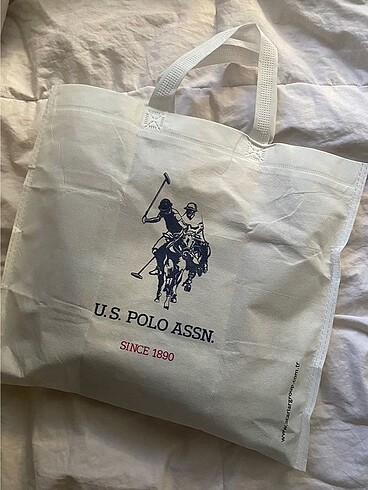 U.S. POLO ASSN.
SINCE 1890